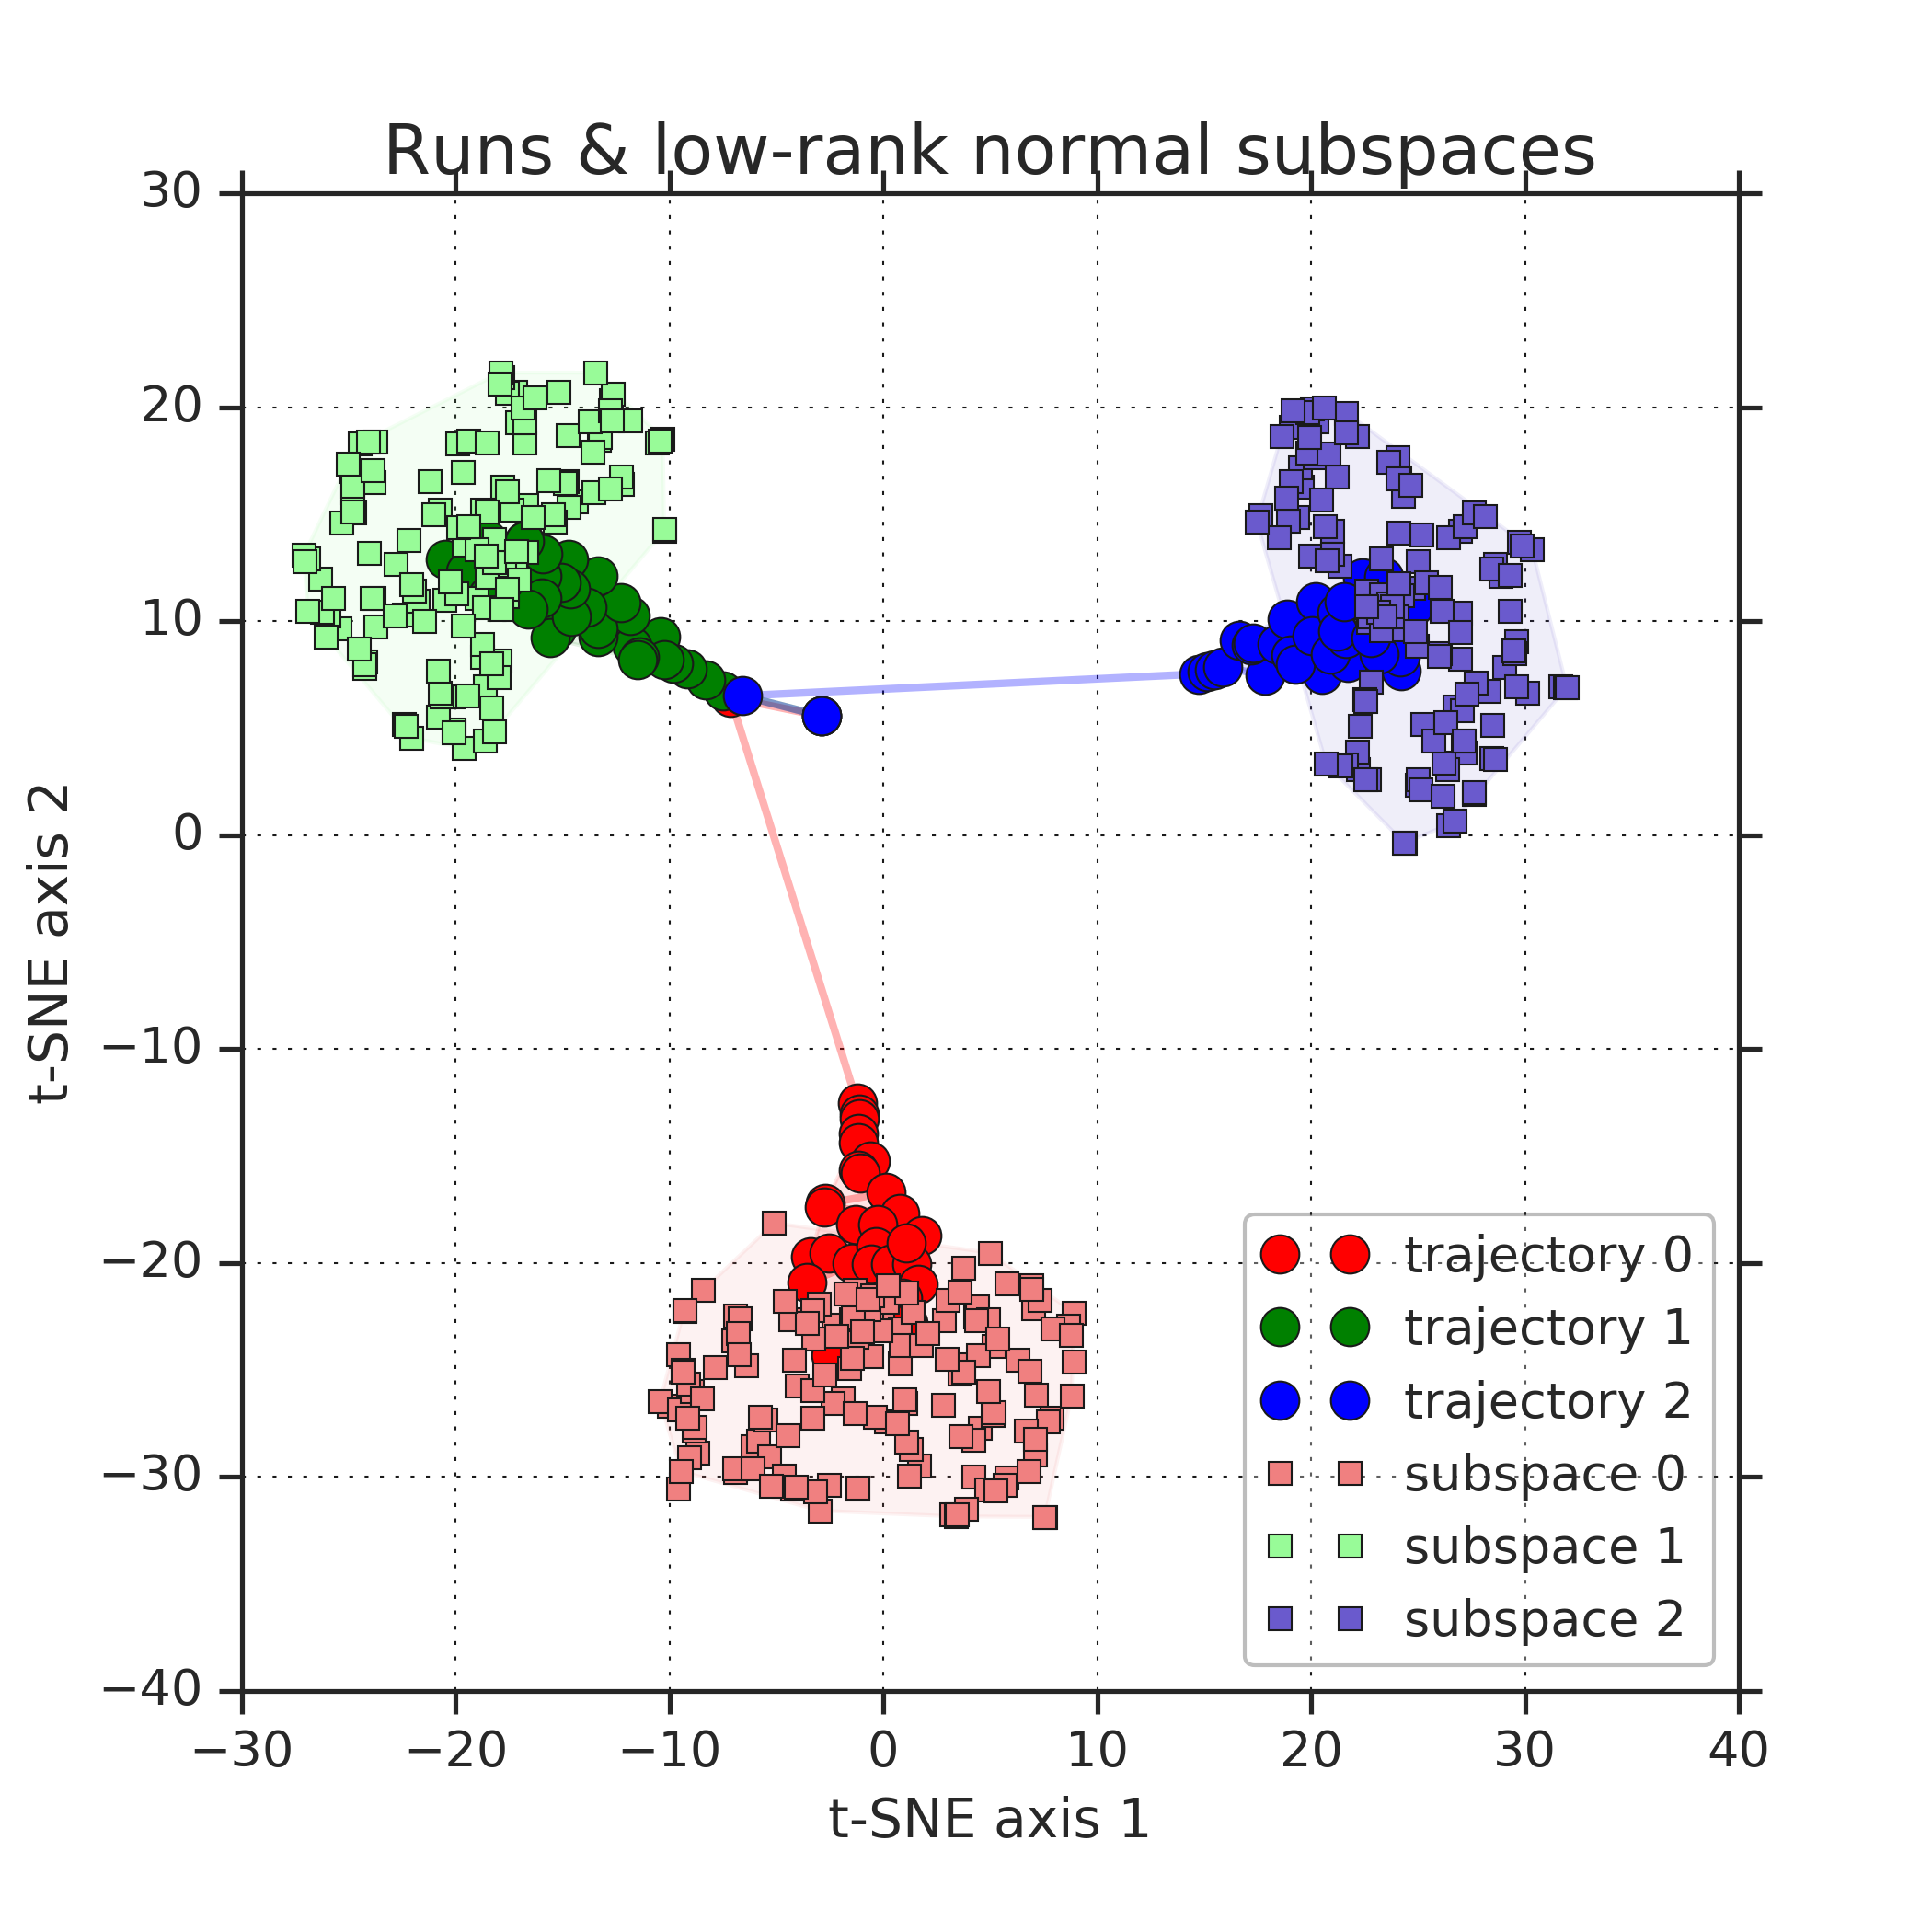 Runs & low-rank normal subspaces
30
20
10
0
−10
−20
−30
−40
t-SNE axis 2
−30
−20
−10
0
10
20
30
40
t-SNE axis 1
trajectory 0
trajectory 1
trajectory 2
subspace 0
subspace 1
subspace 2